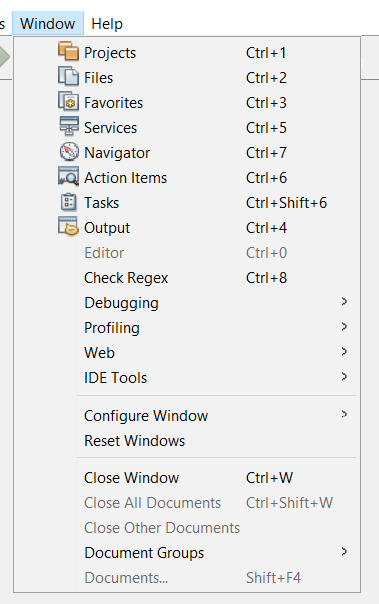 s Window Help
Projects Ctrl+1
Files Ctrl+2
Favorites Ctrl+3
Services Ctrl+5
Navigator Ctrl+7
Action Items Ctrl+6
Tasks Ctrl+Shift+6
Output Ctrl+4
Editor Ctrl+0
Check Regex Ctrl+8
Debugging
Profiling
Web
IDE Tools
Configure Window
Reset Windows
Close Window Ctrl+W
Close All Documents Ctrl+Shift+W
Close Other Documents
Document Groups
Documents... Shift+F4